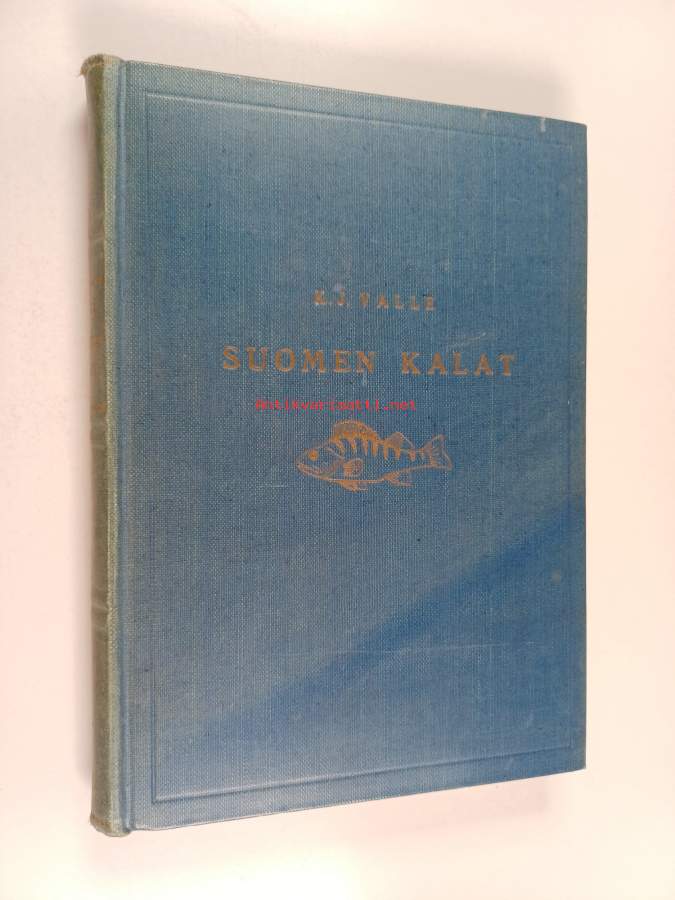 K. J. VALLE
SUOMEN KALAT
Antikvariaatti.net